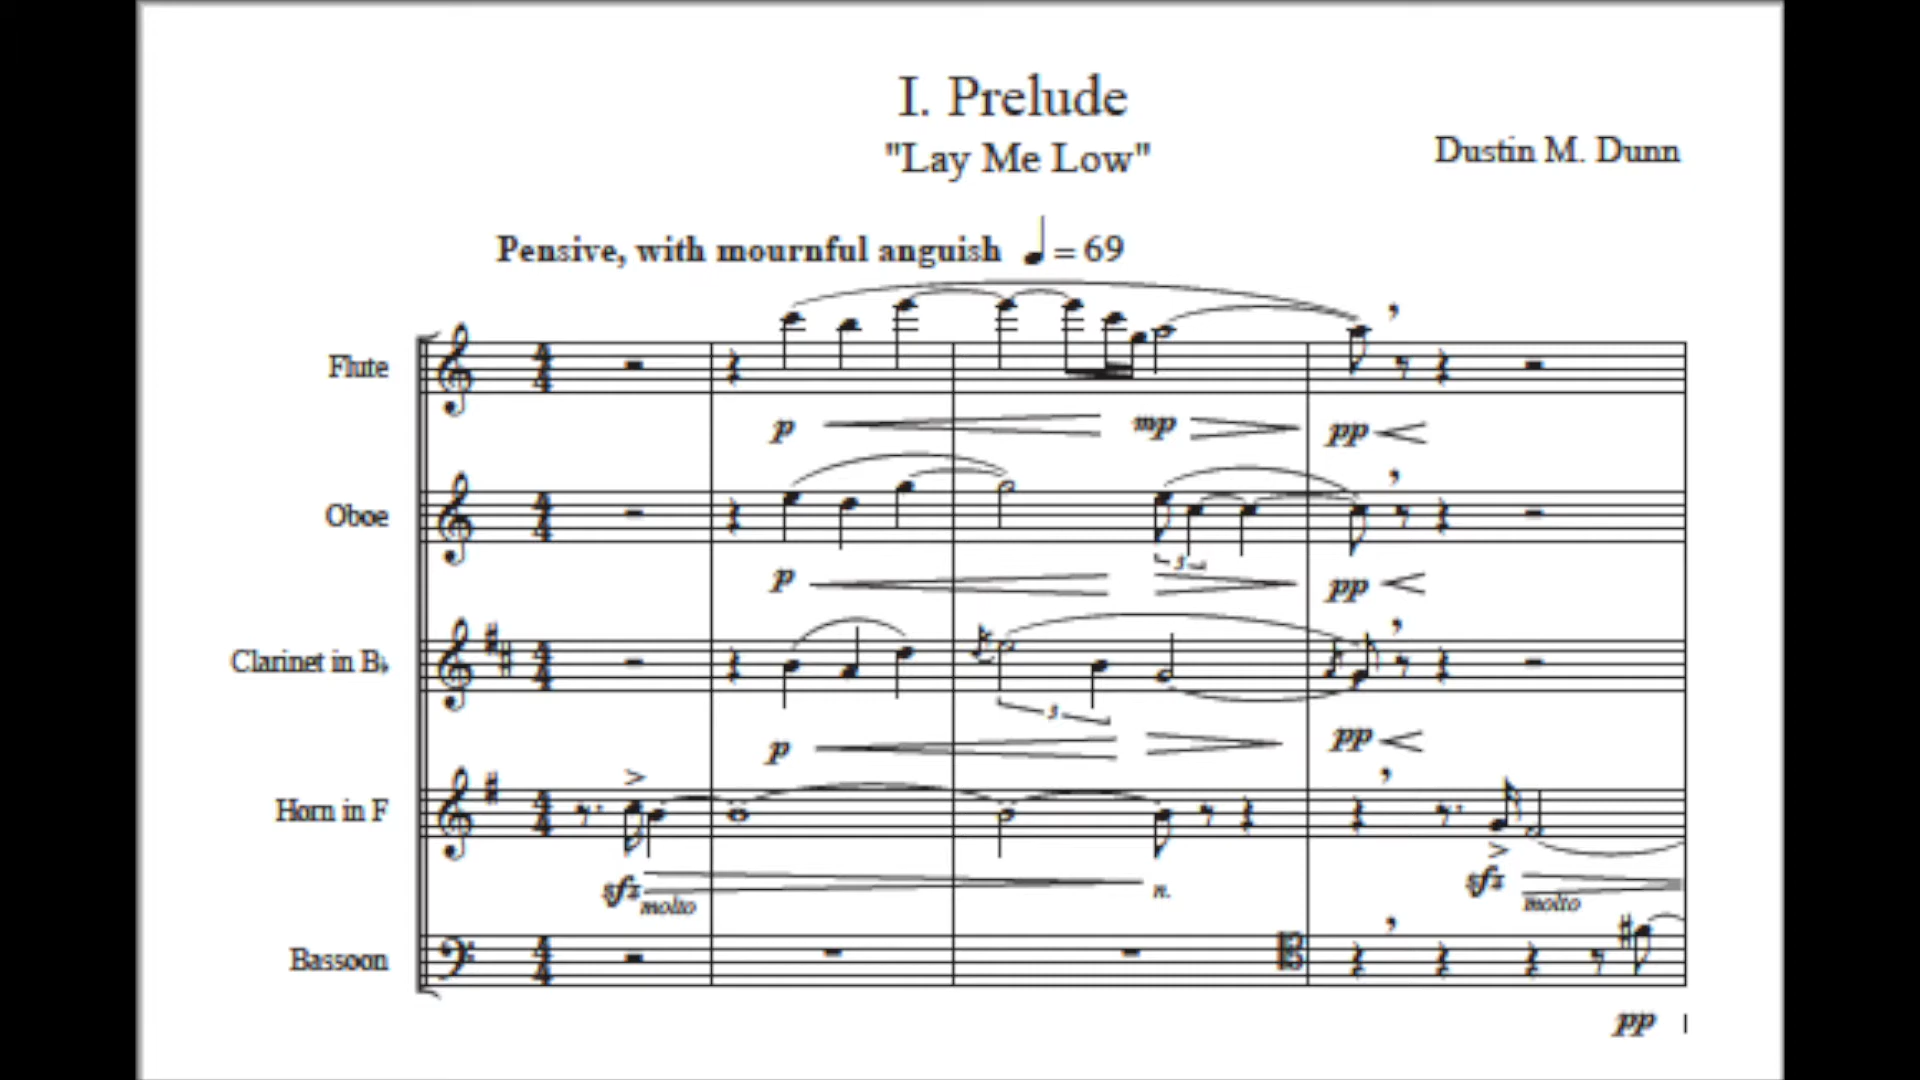 I. Prelude
"Lay Me Low"
Dustin M. Dunn
Pensive, with mournful anguish ♩ = 69
Flute
p mp pp
Oboe
3
p pp
Clarinet in B♭
3
p pp
Horn in F
sfz molto n. sfz molto
Bassoon
pp